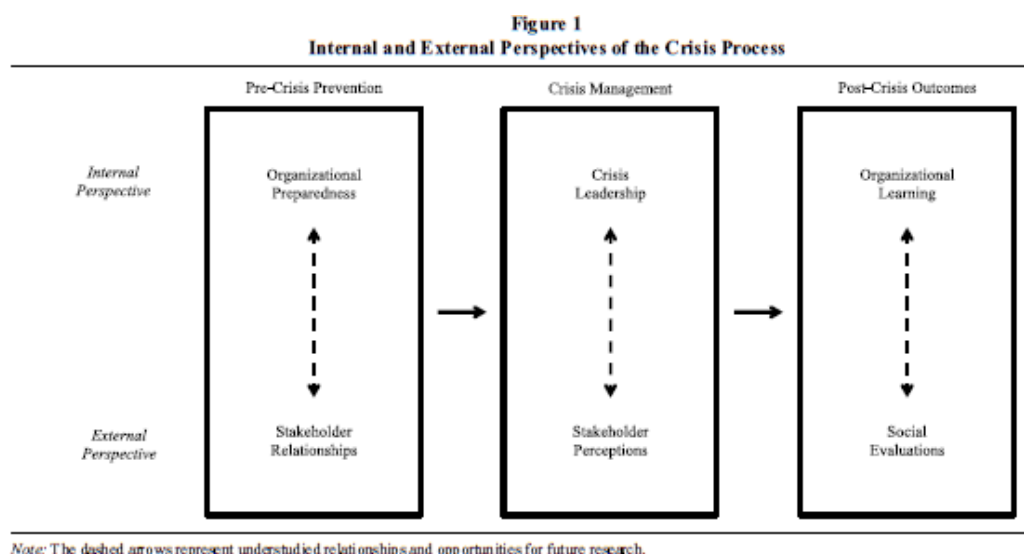 Figure 1
Internal and External Perspectives of the Crisis Process
Pre-Crisis Prevention
Crisis Management
Post-Crisis Outcomes
Internal
Perspective
Organizational
Preparedness
Crisis
Leadership
Organizational
Learning
External
Perspective
Stakeholder
Relationships
Stakeholder
Perceptions
Social
Evaluations
Note: The dashed arrows represent understudied relationships and opportunities for future research.